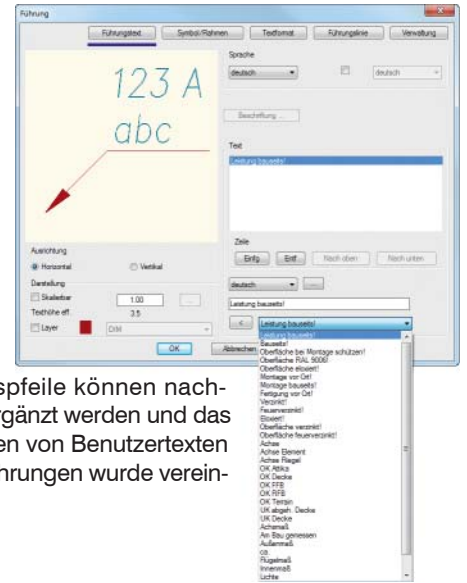 Führung
Führungstext Symbol/Rahmen Textformat Führungslinie Verwaltung
Sprache
deutsch deutsch
Beschriftung ...
Text
Leistung bauseits!
123 A
abc
Zeile
Einfg Entf Nach oben Nach unten
Ausrichtung
Horizontal Vertikal
deutsch ...
Darstellung
Skalierbar 1.00 ...
Leistung bauseits!
Texthöhe eff. 3.5
< Leistung bauseits!
Layer DIM
OK Abbrechen
Leistung bauseits!
Bauseits!
Oberfläche bei Montage schützen!
Oberfläche RAL 9006!
Oberfläche eloxiert!
Montage vor Ort!
Montage bauseits!
Fertigung vor Ort!
Verzinkt!
Feuerverzinkt!
Eloxiert!
Oberfläche verzinkt!
Oberfläche feuerverzinkt!
Achse
Achse Element
Achse Riegel
OK Attika
OK Decke
OK FFB
OK RFB
OK Terrain
UK abgeh. Decke
UK Decke
Achsmaß
Am Bau gemessen
Außenmaß
ca.
Flügelmaß
Innenmaß
Lichte
spfeile können nach-
rgänzt werden und das
en von Benutzertexten
hrungen wurde verein-